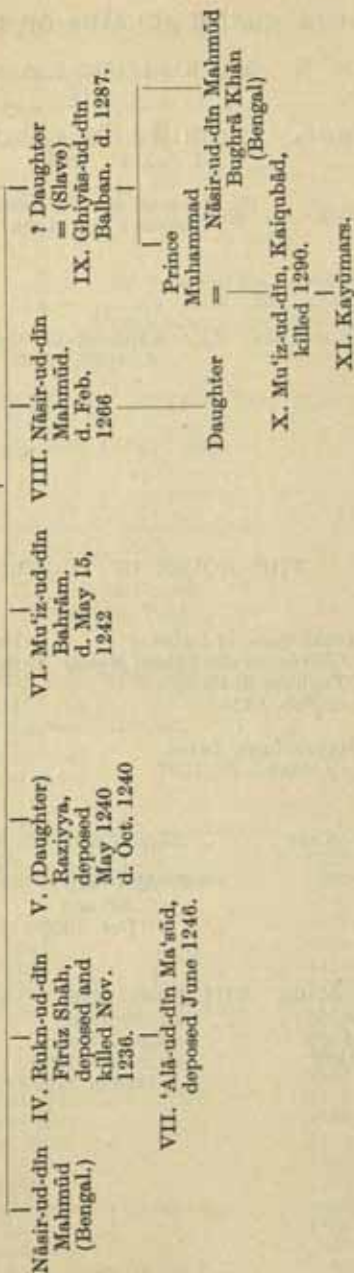 Nāsir-ud-dīn
Mahmūd
(Bengal.)
IV. Rukn-ud-dīn
Fīrūz Shāh,
deposed and
killed Nov.
1236.
V. (Daughter)
Raziyya,
deposed
May 1240
d. Oct. 1240
VI. Mu‘iz-ud-dīn
Bahrām.
d. May 15,
1242
VIII. Nāsir-ud-dīn
Mahmūd.
d. Feb.
1266
? Daughter
= (Slave)
IX. Ghiyās-ud-dīn
Balban. d. 1287.
VII. ‘Alā-ud-dīn Ma‘sūd,
deposed June 1246.
Prince
Muhammad
Nāsir-ud-dīn Mahmūd
Bughrā Khān
(Bengal)
Daughter =
X. Mu‘iz-ud-dīn, Kaiqubād,
killed 1290.
XI. Kayūmars.